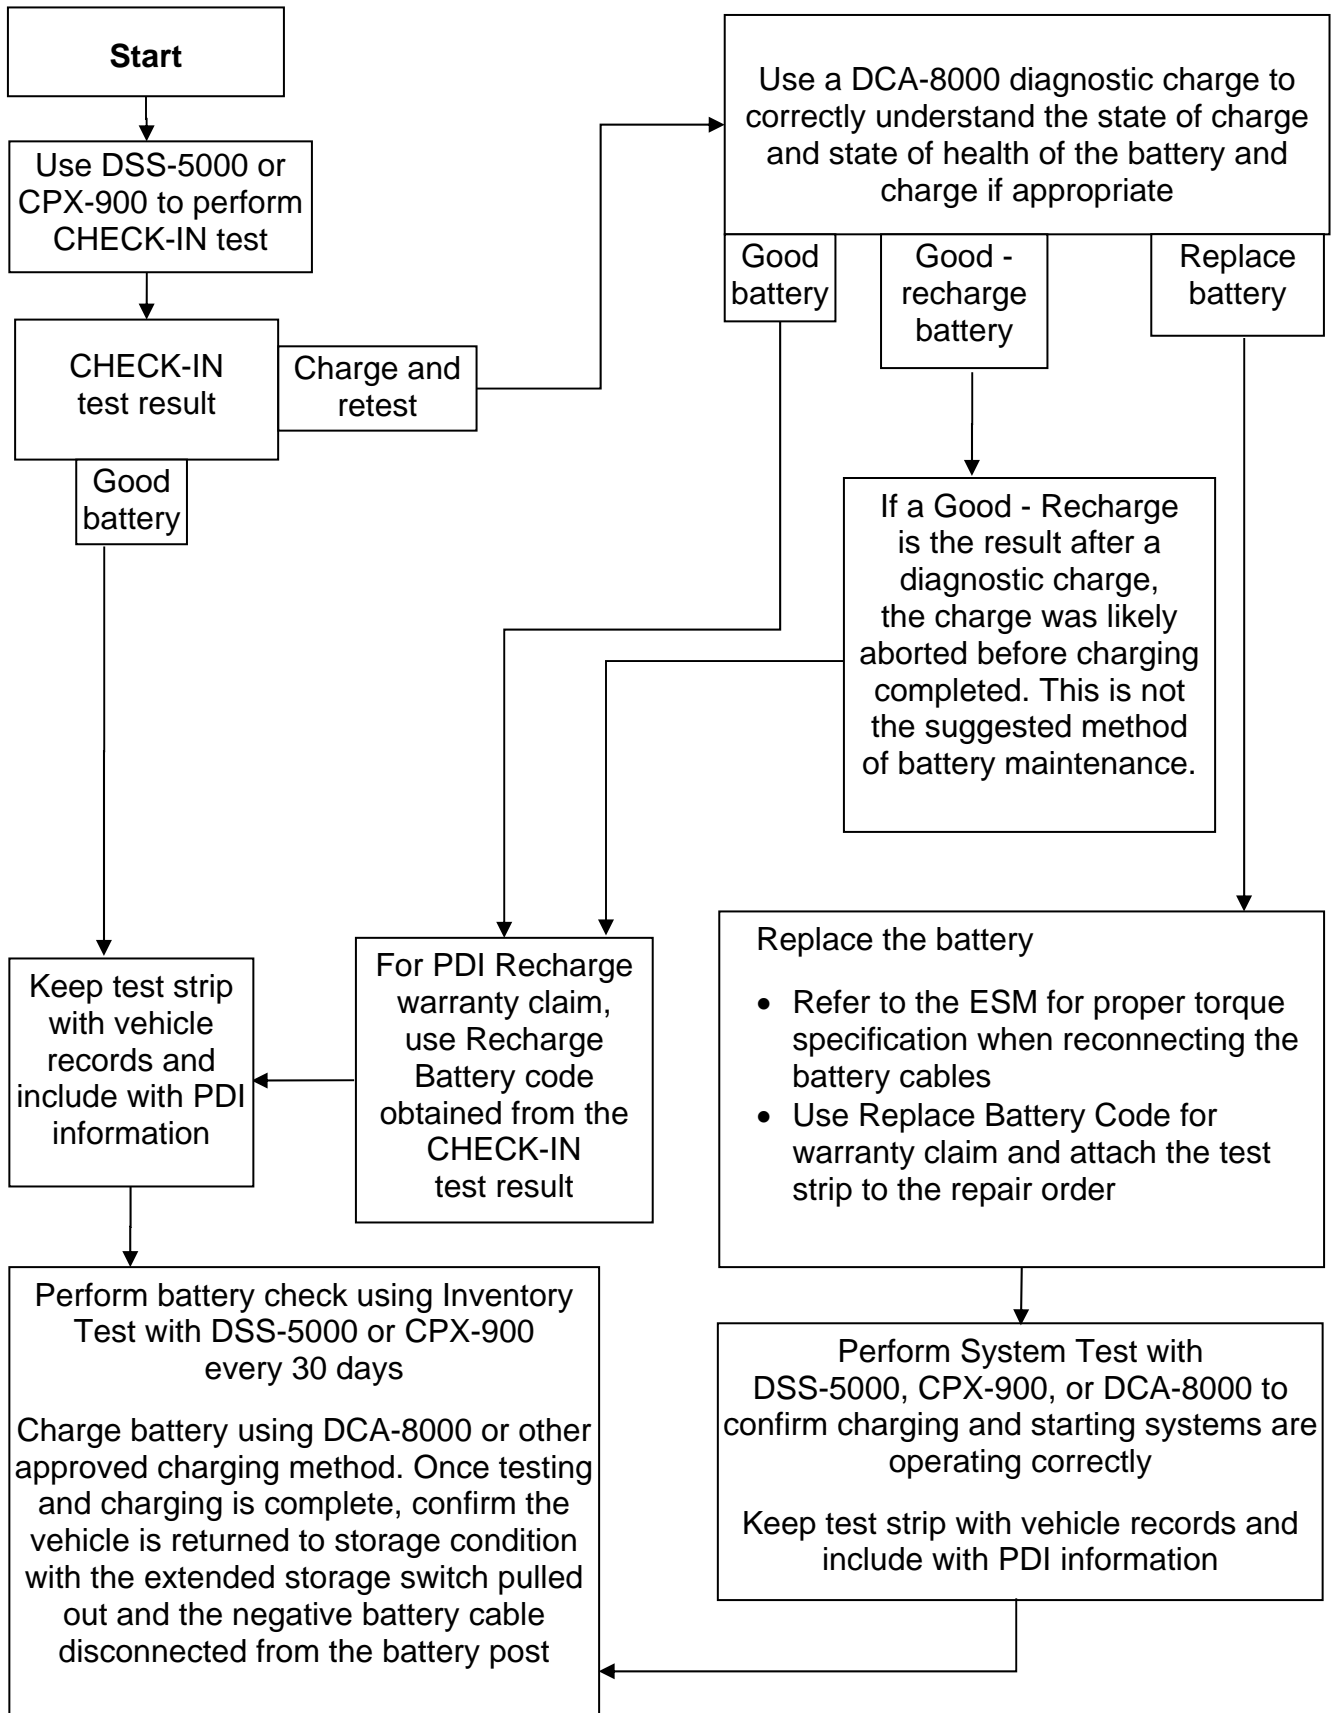 Start
Use DSS-5000 or
CPX-900 to perform
CHECK-IN test
CHECK-IN
test result
Charge and
retest
Good
battery
Use a DCA-8000 diagnostic charge to
correctly understand the state of charge
and state of health of the battery and
charge if appropriate
Good
battery
Good -
recharge
battery
Replace
battery
If a Good - Recharge
is the result after a
diagnostic charge,
the charge was likely
aborted before charging
completed. This is not
the suggested method
of battery maintenance.
Keep test strip
with vehicle
records and
include with PDI
information
For PDI Recharge
warranty claim,
use Recharge
Battery code
obtained from the
CHECK-IN
test result
Replace the battery
• Refer to the ESM for proper torque
specification when reconnecting the
battery cables
• Use Replace Battery Code for
warranty claim and attach the test
strip to the repair order
Perform battery check using Inventory
Test with DSS-5000 or CPX-900
every 30 days
Charge battery using DCA-8000 or other
approved charging method. Once testing
and charging is complete, confirm the
vehicle is returned to storage condition
with the extended storage switch pulled
out and the negative battery cable
disconnected from the battery post
Perform System Test with
DSS-5000, CPX-900, or DCA-8000 to
confirm charging and starting systems are
operating correctly
Keep test strip with vehicle records and
include with PDI information